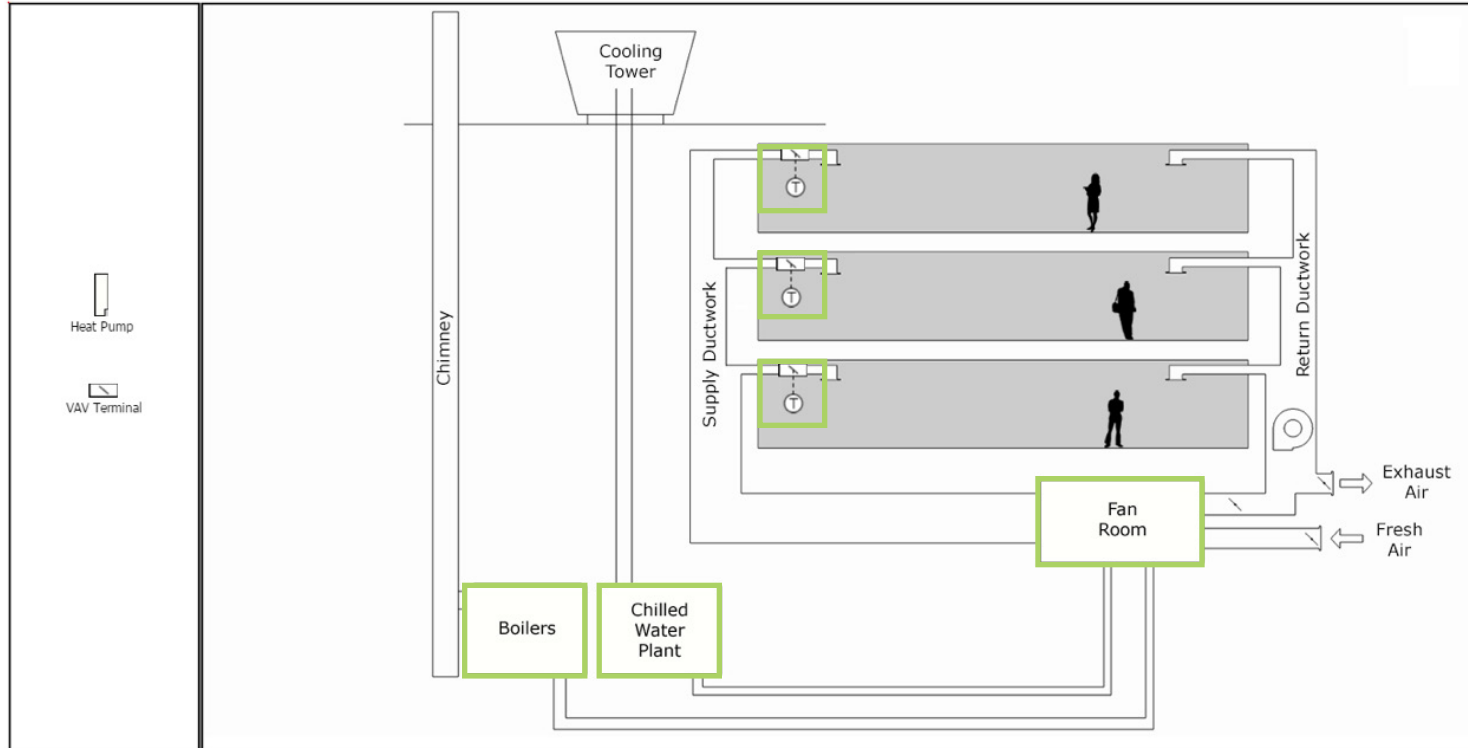 Heat Pump
VAV Terminal
Chimney
Cooling
Tower
Supply Ductwork
T
T
T
Return Ductwork
Exhaust
Air
Fresh
Air
Fan
Room
Boilers
Chilled
Water
Plant